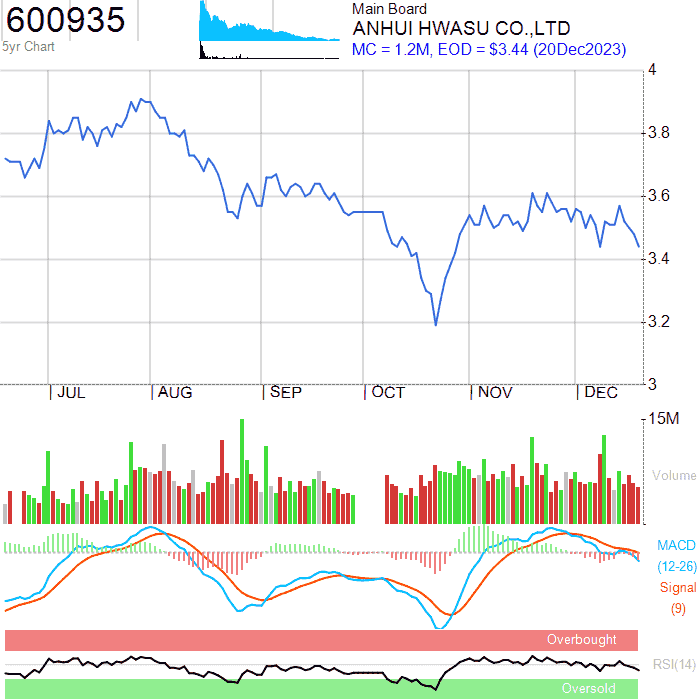 600935
5yr Chart
Main Board
ANHUI HWASU CO.,LTD
MC = 1.2M, EOD = $3.44 (20Dec2023)
4
3.8
3.6
3.4
3.2
3
JUL AUG SEP OCT NOV DEC
15M
Volume
MACD
(12-26)
Signal
(9)
Overbought
RSI(14)
Oversold